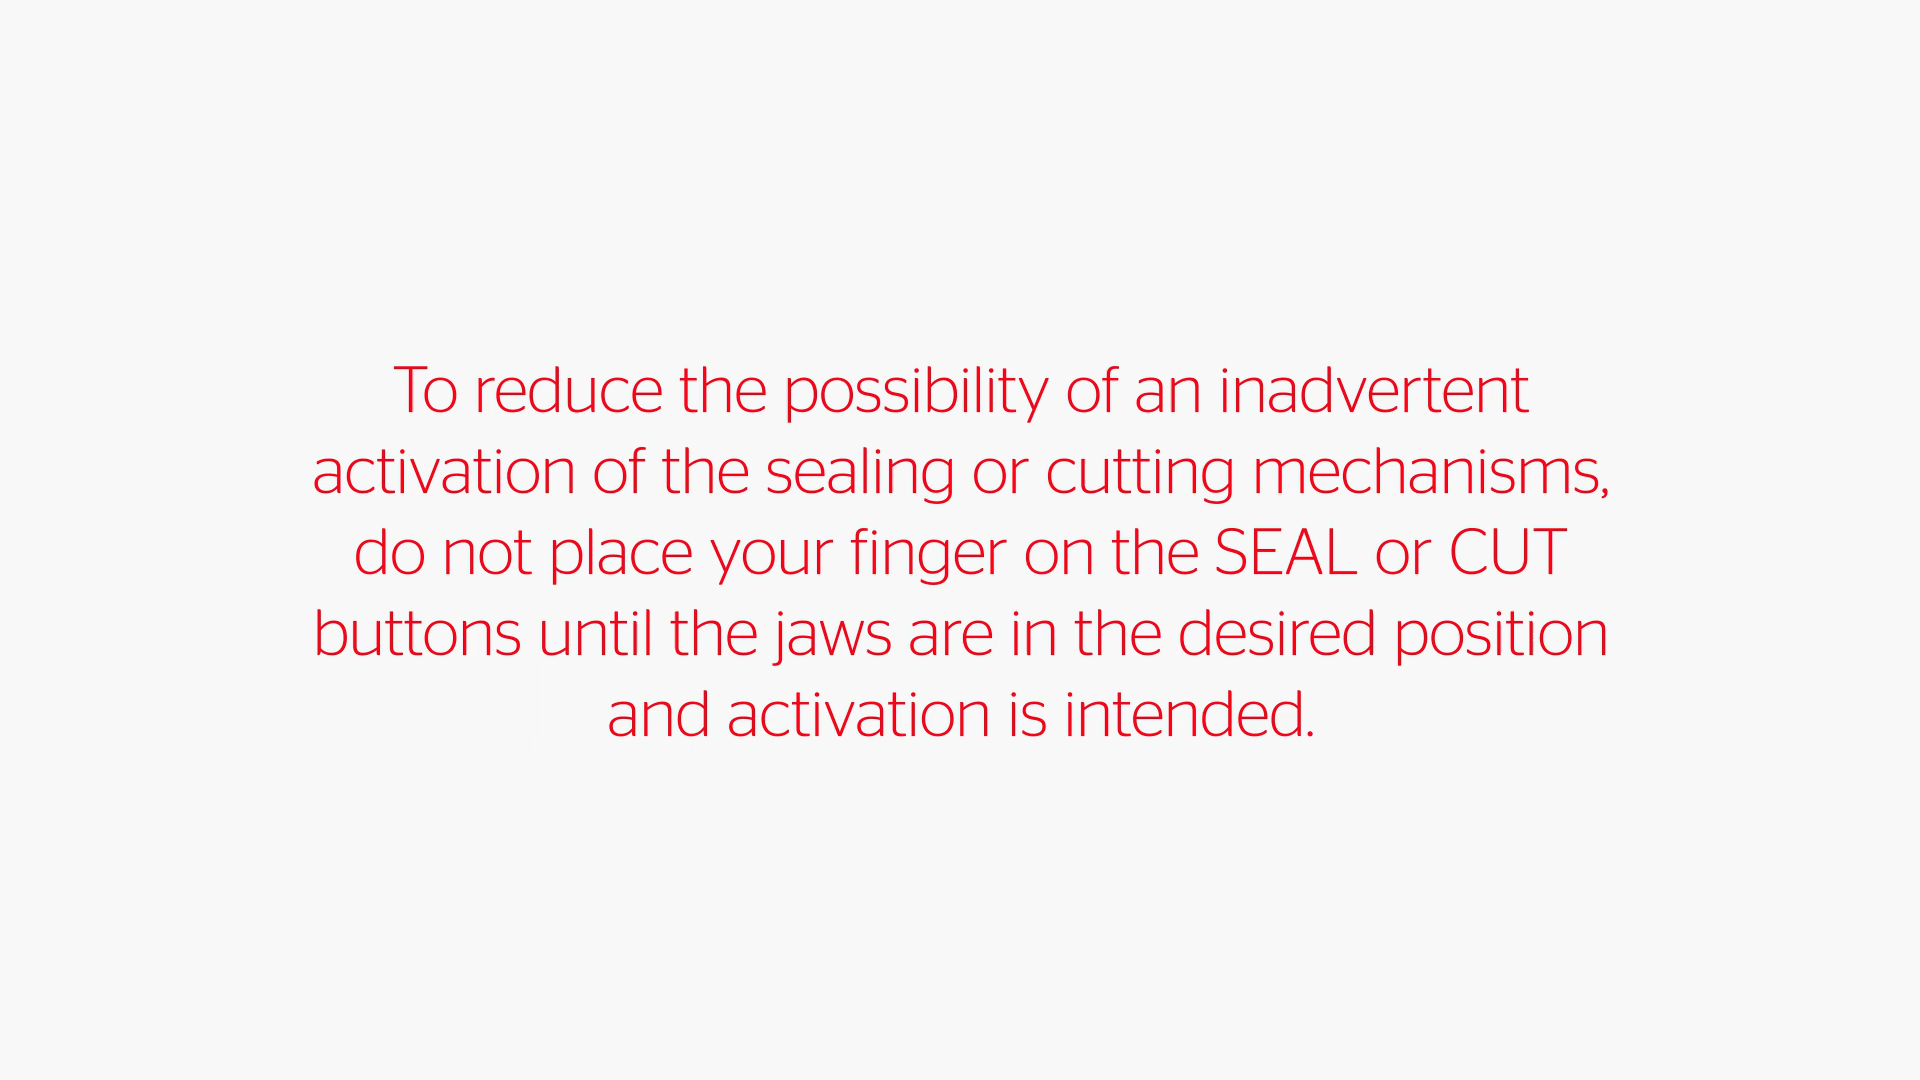 To reduce the possibility of an inadvertent
activation of the sealing or cutting mechanisms,
do not place your finger on the SEAL or CUT
buttons until the jaws are in the desired position
and activation is intended.